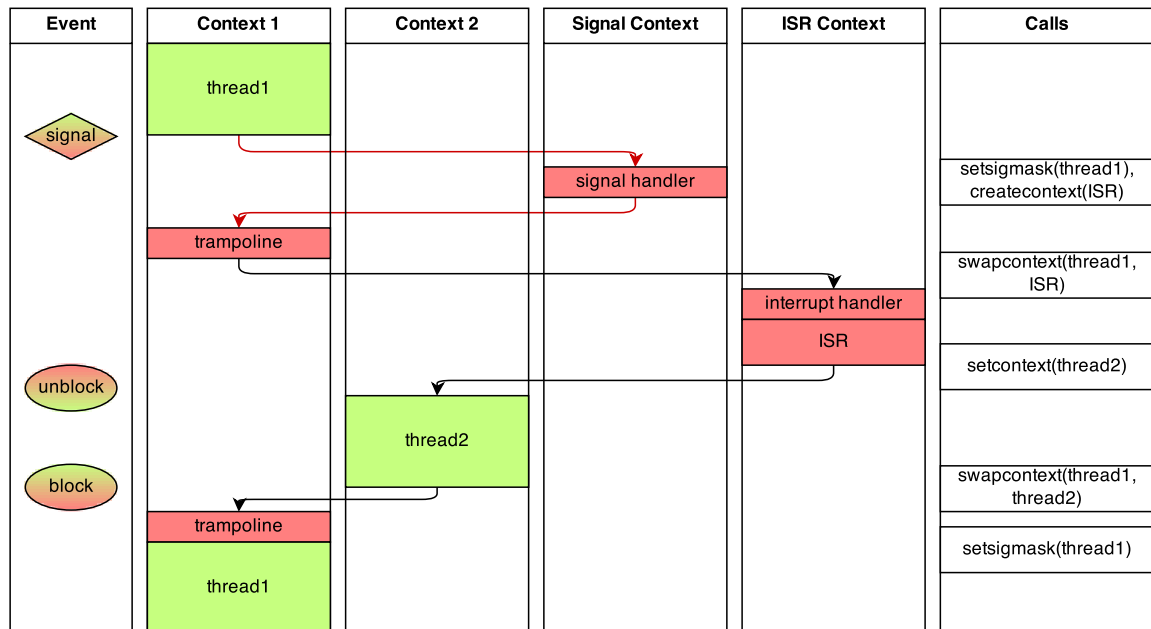 Event
Context 1
Context 2
Signal Context
ISR Context
Calls
thread1
signal
signal handler
setsigmask(thread1),
createcontext(ISR)
trampoline
swapcontext(thread1,
ISR)
interrupt handler
ISR
setcontext(thread2)
unblock
thread2
block
swapcontext(thread1,
thread2)
trampoline
setsigmask(thread1)
thread1